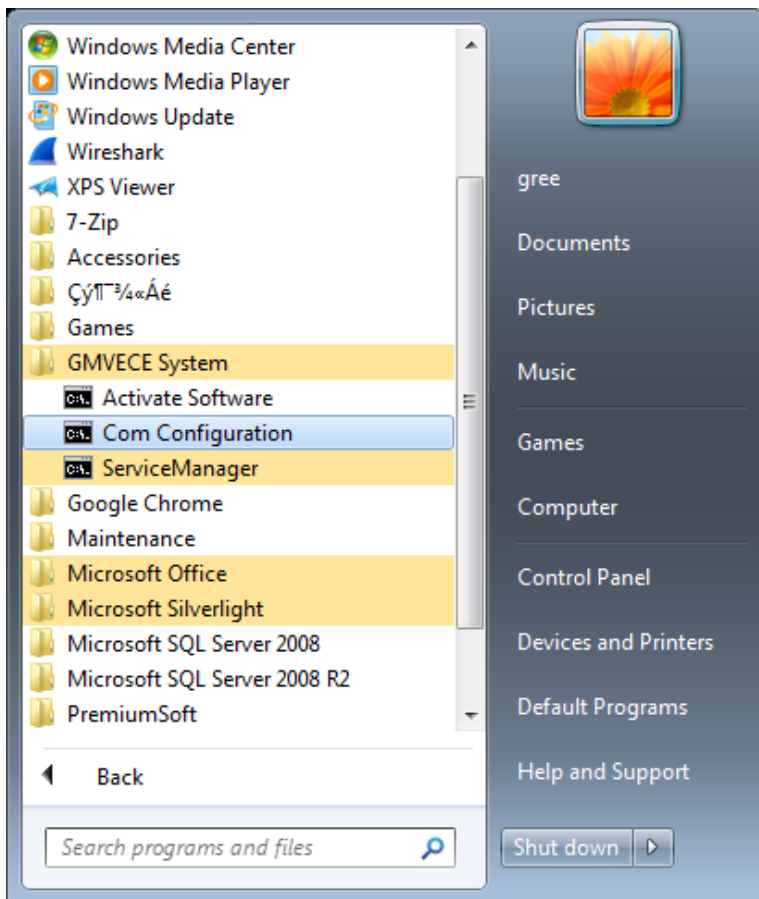 Windows Media Center
Windows Media Player
Windows Update
Wireshark
XPS Viewer
7-Zip
Accessories
Çý¶¯¾«Áé
Games
GMVECE System
Activate Software
Com Configuration
ServiceManager
Google Chrome
Maintenance
Microsoft Office
Microsoft Silverlight
Microsoft SQL Server 2008
Microsoft SQL Server 2008 R2
PremiumSoft
Back
Search programs and files
gree
Documents
Pictures
Music
Games
Computer
Control Panel
Devices and Printers
Default Programs
Help and Support
Shut down